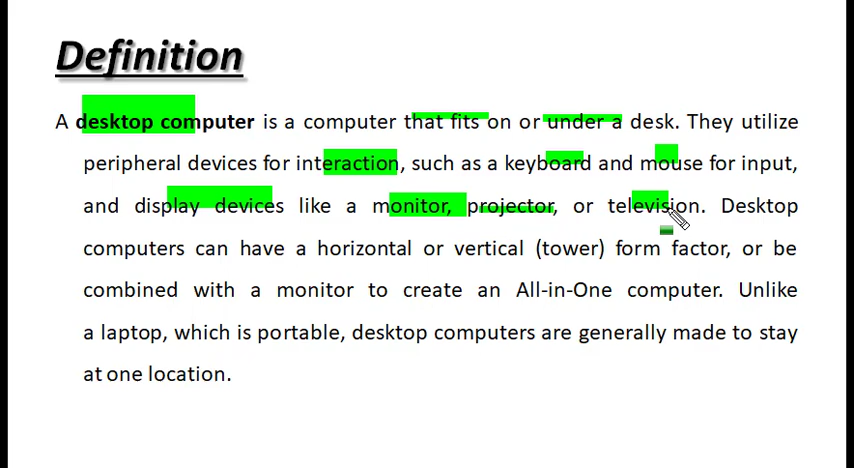 Definition
A desktop computer is a computer that fits on or under a desk. They utilize
peripheral devices for interaction, such as a keyboard and mouse for input,
and display devices like a monitor, projector, or television. Desktop
computers can have a horizontal or vertical (tower) form factor, or be
combined with a monitor to create an All-in-One computer. Unlike
a laptop, which is portable, desktop computers are generally made to stay
at one location.